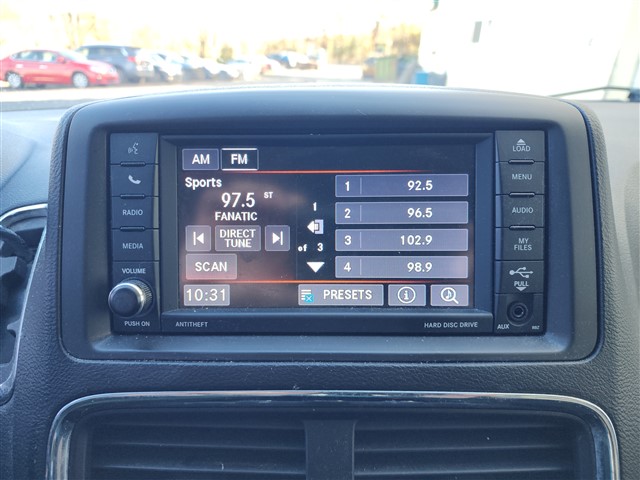 AM FM
LOAD
MENU
RADIO
AUDIO
MEDIA
MY FILES
VOLUME
PUSH ON
PULL
AUX
RBZ
Sports
97.5 ST
FANATIC
DIRECT TUNE
SCAN
10:31
1
of 3
1 92.5
2 96.5
3 102.9
4 98.9
PRESETS
ANTITHEFT
HARD DISC DRIVE